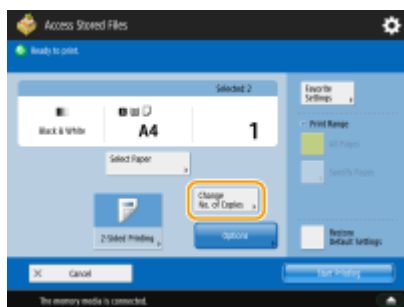 Access Stored Files
Ready to print.
Selected: 2
Black & White
A4
1
Select Paper
Change
No. of Copies
2-Sided Printing
Options
Favorite
Settings
Print Range
All Pages
Specify Pages
Restore
Default Settings
Cancel
Start Printing
The memory media is connected.